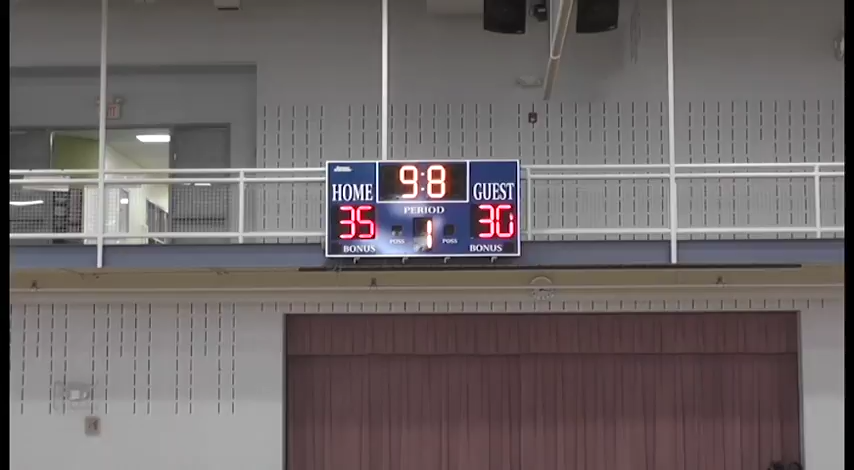 9:8
HOME GUEST
35 PERIOD 30
POSS 1 POSS
BONUS BONUS